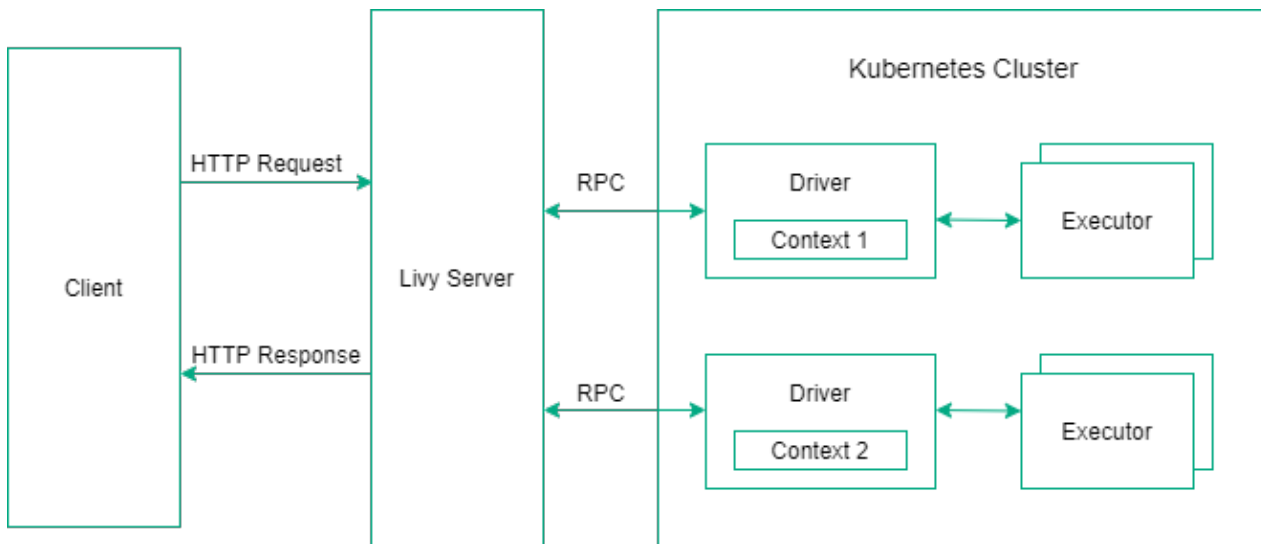 Kubernetes Cluster
HTTP Request
RPC
Driver
Context 1
Executor
Client
Livy Server
HTTP Response
RPC
Driver
Context 2
Executor